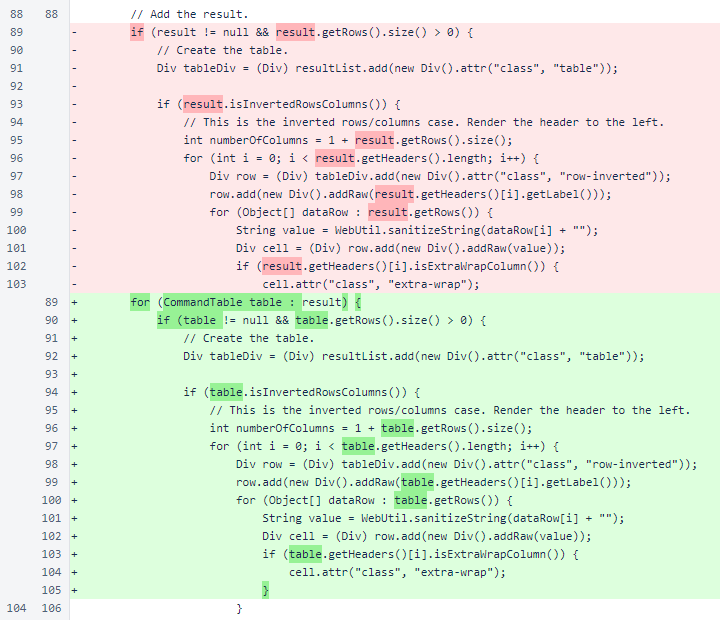 88 88 // Add the result.
89 - if (result != null && result.getRows().size() > 0) {
90 - // Create the table.
91 - Div tableDiv = (Div) resultList.add(new Div().attr("class", "table"));
92 -
93 - if (result.isInvertedRowsColumns()) {
94 - // This is the inverted rows/columns case. Render the header to the left.
95 - int numberOfColumns = 1 + result.getRows().size();
96 - for (int i = 0; i < result.getHeaders().length; i++) {
97 - Div row = (Div) tableDiv.add(new Div().attr("class", "row-inverted"));
98 - row.add(new Div().addRaw(result.getHeaders()[i].getLabel()));
99 - for (Object[] dataRow : result.getRows()) {
100 - String value = WebUtil.sanitizeString(dataRow[i] + "");
101 - Div cell = (Div) row.add(new Div().addRaw(value));
102 - if (result.getHeaders()[i].isExtraWrapColumn()) {
103 - cell.attr("class", "extra-wrap");
89 + for (CommandTable table : result) {
90 + if (table != null && table.getRows().size() > 0) {
91 + // Create the table.
92 + Div tableDiv = (Div) resultList.add(new Div().attr("class", "table"));
93 +
94 + if (table.isInvertedRowsColumns()) {
95 + // This is the inverted rows/columns case. Render the header to the left.
96 + int numberOfColumns = 1 + table.getRows().size();
97 + for (int i = 0; i < table.getHeaders().length; i++) {
98 + Div row = (Div) tableDiv.add(new Div().attr("class", "row-inverted"));
99 + row.add(new Div().addRaw(table.getHeaders()[i].getLabel()));
100 + for (Object[] dataRow : table.getRows()) {
101 + String value = WebUtil.sanitizeString(dataRow[i] + "");
102 + Div cell = (Div) row.add(new Div().addRaw(value));
103 + if (table.getHeaders()[i].isExtraWrapColumn()) {
104 + cell.attr("class", "extra-wrap");
105 + }
104 106 }